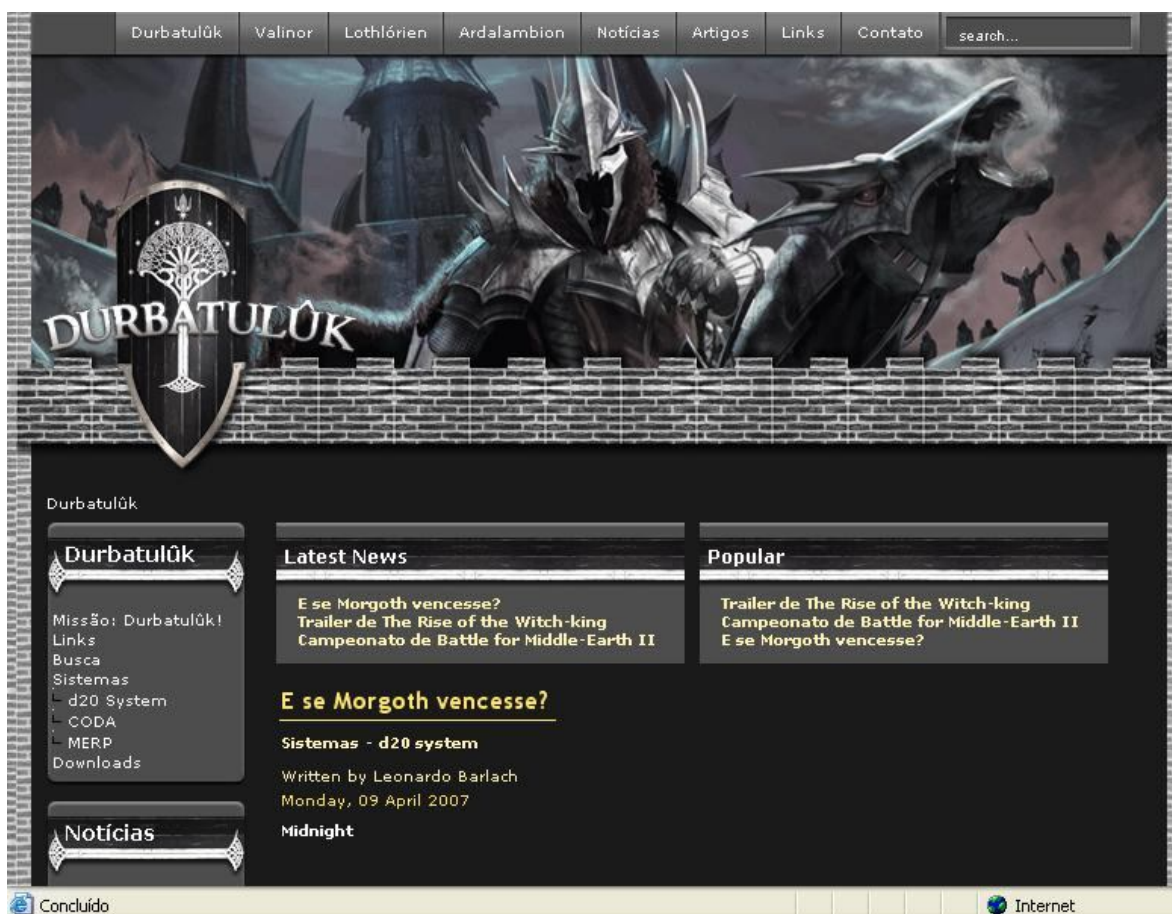 Durbatulûk Valinor Lothlórien Ardalambion Notícias Artigos Links Contato search...
DURBATULÛK
Durbatulûk
Durbatulûk
Missão: Durbatulûk!
Links
Busca
Sistemas
d20 System
CODA
MERP
Downloads
Notícias
Latest News
E se Morgoth vencesse?
Trailer de The Rise of the Witch-king
Campeonato de Battle for Middle-Earth II
Popular
Trailer de The Rise of the Witch-king
Campeonato de Battle for Middle-Earth II
E se Morgoth vencesse?
E se Morgoth vencesse?
Sistemas - d20 system
Written by Leonardo Barlach
Monday, 09 April 2007
Midnight
Concluído Internet